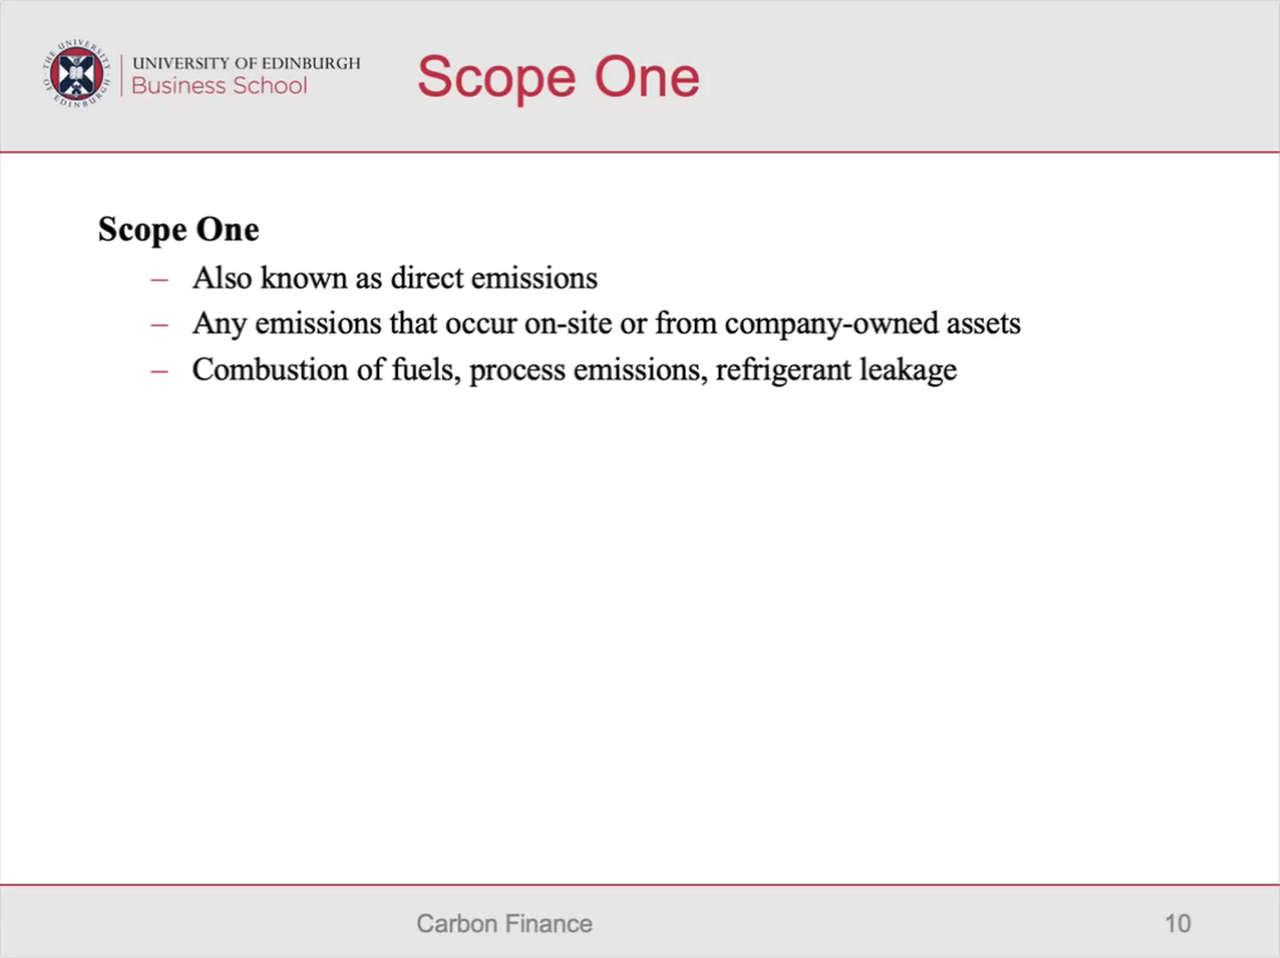 THE UNIVERSITY OF EDINBURGH
UNIVERSITY OF EDINBURGH
Business School
Scope One
Scope One
– Also known as direct emissions
– Any emissions that occur on-site or from company-owned assets
– Combustion of fuels, process emissions, refrigerant leakage
Carbon Finance
10